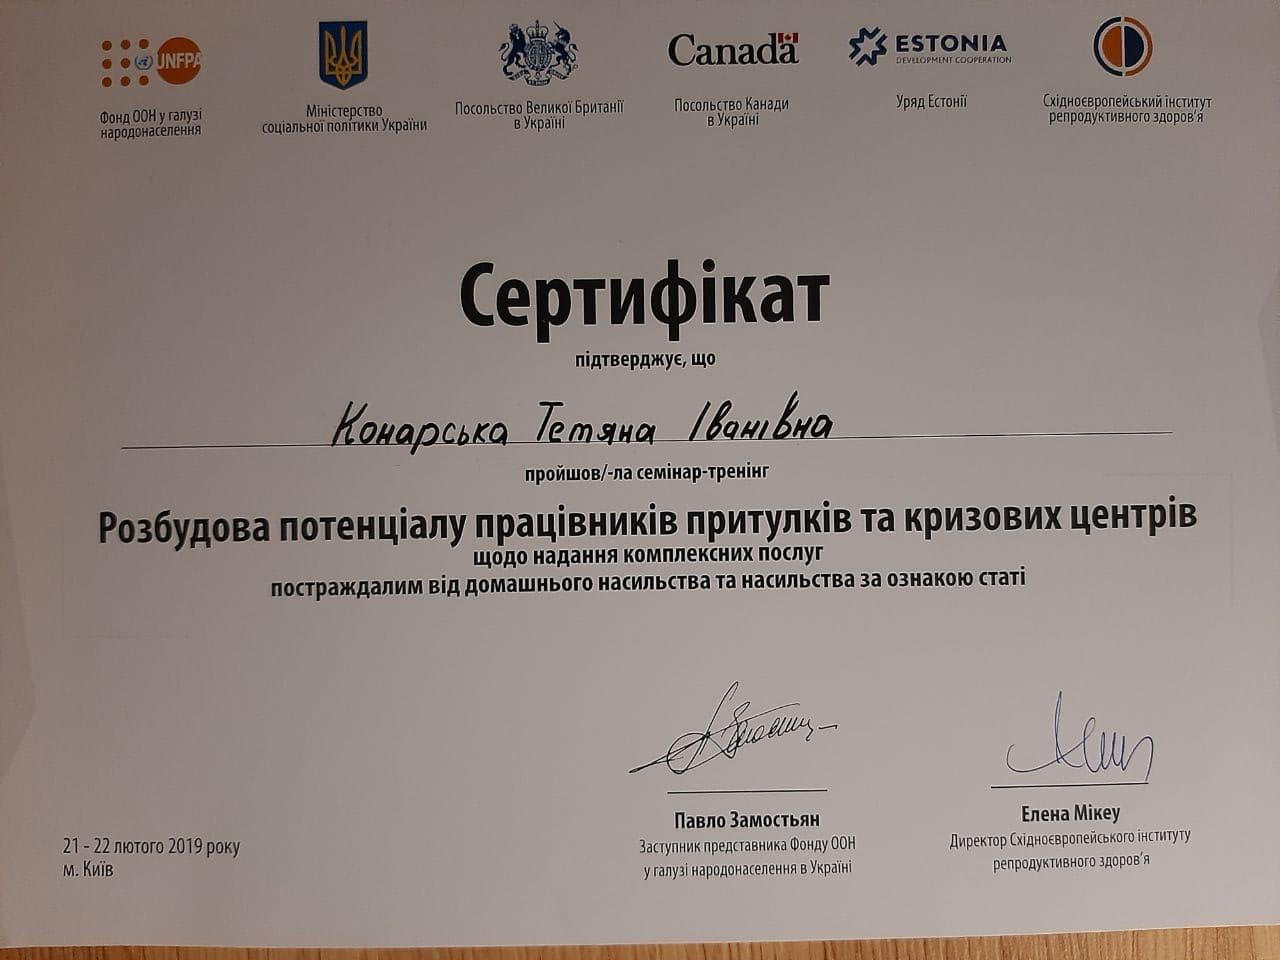 UNFPA
Фонд ООН у галузі
народонаселення
Міністерство
соціальної політики України
Посольство Великої Британії
в Україні
Canada
Посольство Канади
в Україні
ESTONIA
DEVELOPMENT COOPERATION
Уряд Естонії
Східноєвропейський інститут
репродуктивного здоров'я
Сертифікат
підтверджує, що
Конарська Тетяна Іванівна
пройшов/-ла семінар-тренінг
Розбудова потенціалу працівників притулків та кризових центрів
щодо надання комплексних послуг
постраждалим від домашнього насильства та насильства за ознакою статі
21 - 22 лютого 2019 року
м. Київ
Павло Замостьян
Заступник представника Фонду ООН
у галузі народонаселення в Україні
Елена Мікеу
Директор Східноєвропейського інституту
репродуктивного здоров'я